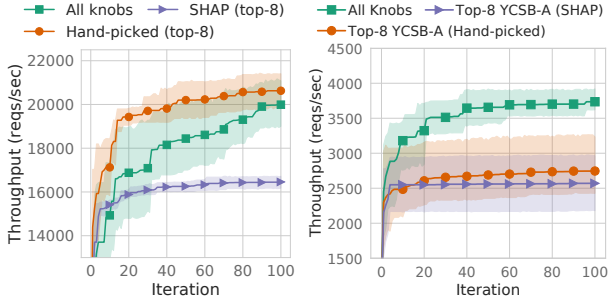 All knobs
SHAP (top-8)
Hand-picked (top-8)
20000
18000
16000
14000
Throughput (reqs/sec)
0 20 40 60 80 100
Iteration
All Knobs
Top-8 YCSB-A (SHAP)
Top-8 YCSB-A (Hand-picked)
4500
4000
3500
3000
2500
2000
1500
Throughput (reqs/sec)
0 20 40 60 80 100
Iteration